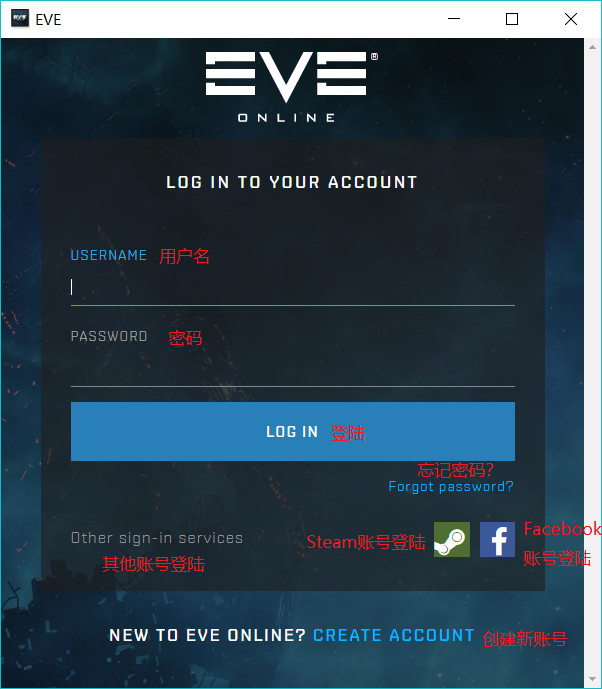 EVE
EVE
ONLINE
LOG IN TO YOUR ACCOUNT
USERNAME 用户名
PASSWORD 密码
LOG IN 登陆
忘记密码?
Forgot password?
Other sign-in services
其他账号登陆
Steam账号登陆
Facebook
账号登陆
NEW TO EVE ONLINE? CREATE ACCOUNT 创建新账号